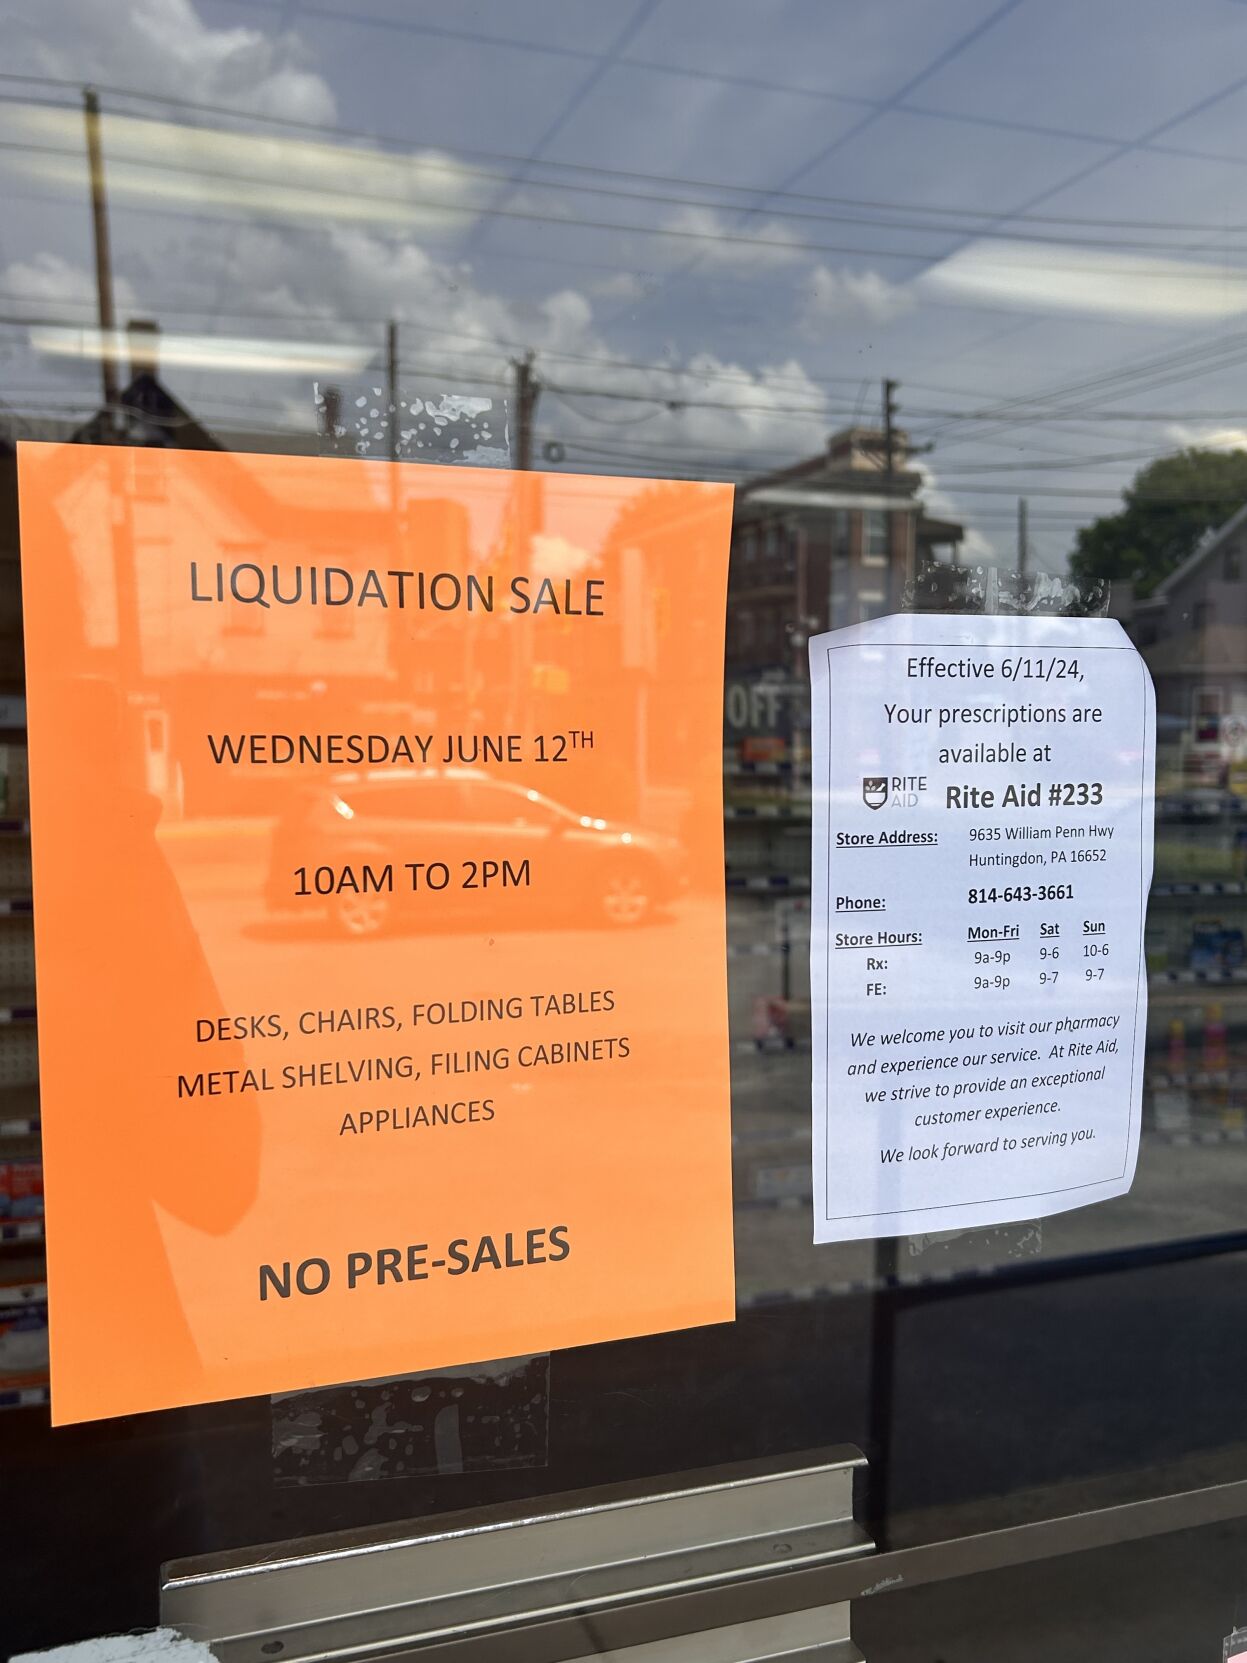 LIQUIDATION SALE
WEDNESDAY JUNE 12TH
10AM TO 2PM
DESKS, CHAIRS, FOLDING TABLES
METAL SHELVING, FILING CABINETS
APPLIANCES
NO PRE-SALES
OFF
Effective 6/11/24,
Your prescriptions are
available at
RITE
AID
Rite Aid #233
Store Address: 9635 William Penn Hwy
Huntingdon, PA 16652
Phone: 814-643-3661
Store Hours: Mon-Fri Sat Sun
Rx: 9a-9p 9-6 10-6
FE: 9a-9p 9-7 9-7
We welcome you to visit our pharmacy
and experience our service. At Rite Aid,
we strive to provide an exceptional
customer experience.
We look forward to serving you.